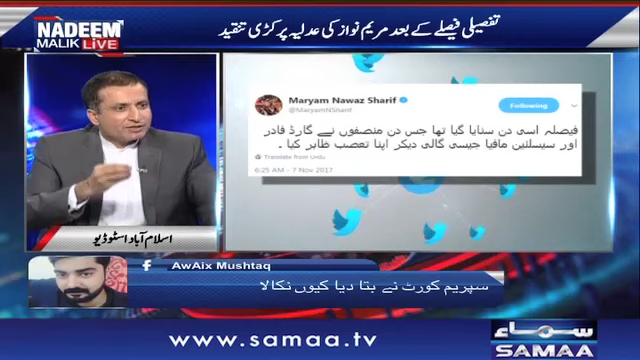 NADEEM
MALIK LIVE
تفصیلی فیصلے کے بعد مریم نواز کی عدلیہ پر کڑی تنقید
Maryam Nawaz Sharif
@MaryamNSharif
Following
فیصلہ اسی دن سنایا گیا تھا جس دن منصفوں نے گارڈ فادر
اور سیسلین مافیا جیسی گالی دیکر اپنا تعصب ظاہر کیا ۔
Translate from Urdu
6:25 AM - 7 Nov 2017
اسلام آباد اسٹوڈیو
f AwAix Mushtaq
سپریم کورٹ نے بتا دیا کیوں نکالا
www.samaa.tv
سماء
SAMAA